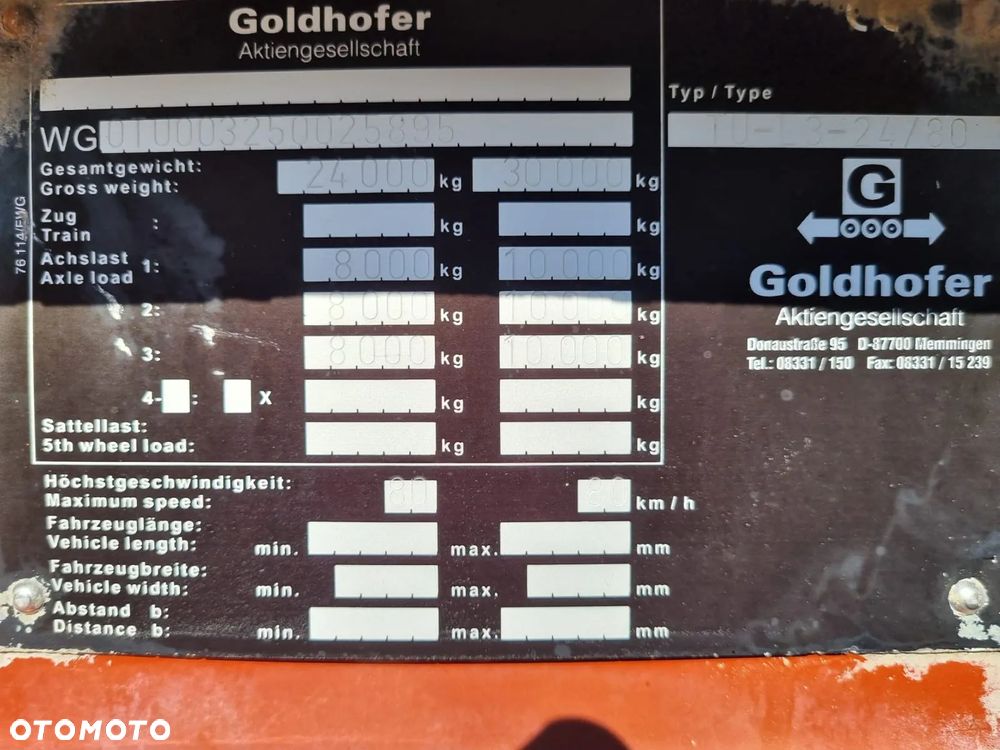 Goldhofer
Aktiengesellschaft
Typ / Type
WG0TU003250025895
TU-L3-24/80
Gesamtgewicht:
Gross weight: 24 000 kg 30 000 kg
Zug
Train : kg kg
Achslast
Axle load 1: 8 000 kg 10 000 kg
2: 8 000 kg 10 000 kg
3: 8 000 kg 10 000 kg
4- : X kg kg
Sattellast:
5th wheel load: kg kg
Höchstgeschwindigkeit:
Maximum speed: 80 80 km / h
Fahrzeuglänge:
Vehicle length: min. max. mm
Fahrzeugbreite:
Vehicle width: min. max. mm
Abstand b:
Distance b: min. max. mm
76 114/EWG
G
Goldhofer
Aktiengesellschaft
Donaustraße 95 D-87700 Memmingen
Tel.: 08331 / 150 Fax: 08331 / 15 239
OTOMOTO